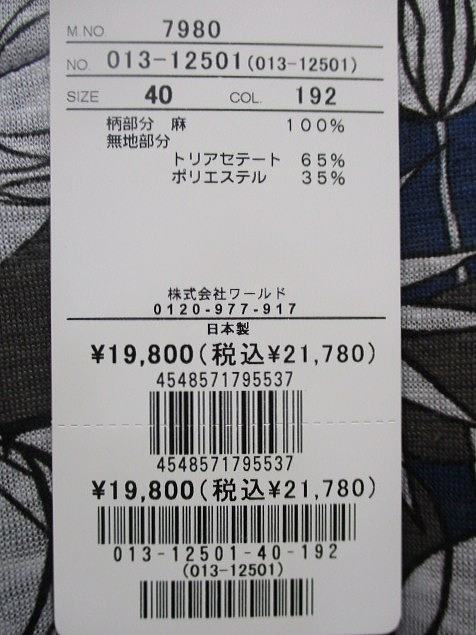 M.NO. 7980
NO. 013-12501(013-12501)
SIZE 40 COL. 192
柄部分 麻 100%
無地部分
トリアセテート 65%
ポリエステル 35%
株式会社ワールド
0120-977-917
日本製
¥19,800(税込¥21,780)
4548571795537
4548571795537
¥19,800(税込¥21,780)
013-12501-40-192
(013-12501)